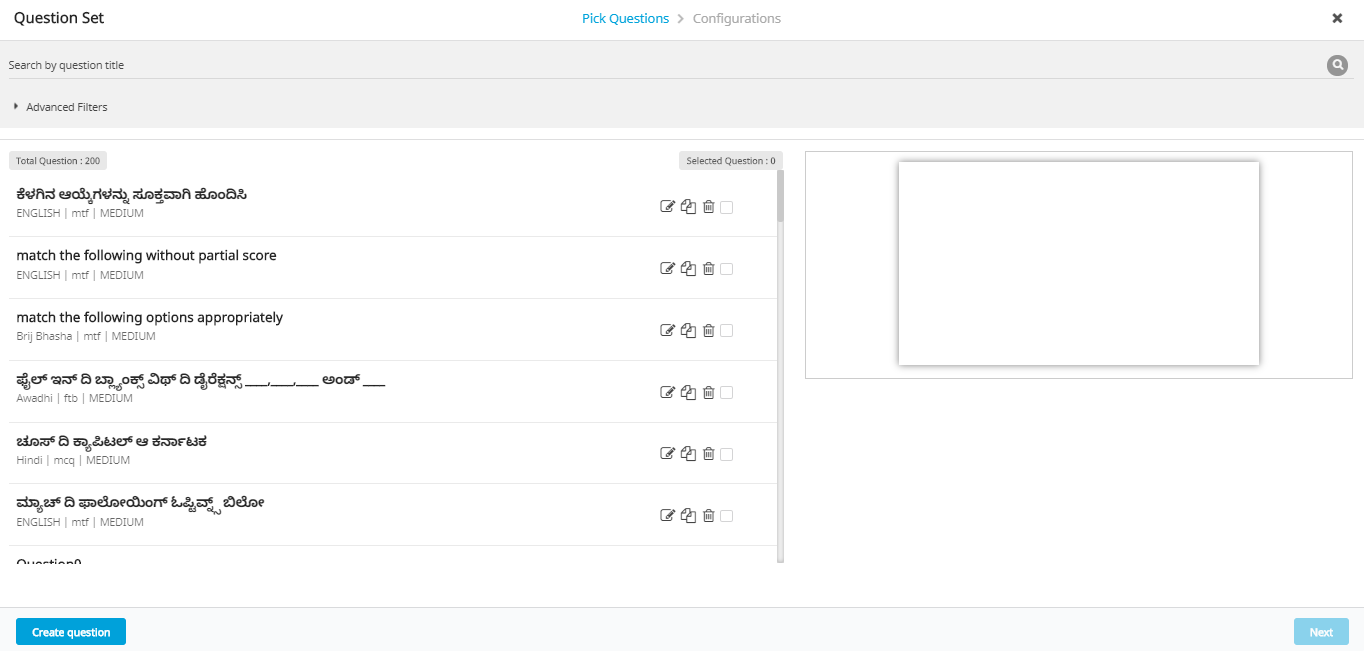 Question Set
Pick Questions > Configurations
Search by question title
Advanced Filters
Total Question : 200
Selected Question : 0
ಕೆಳಗಿನ ಆಯ್ಕೆಗಳನ್ನು ಸೂಕ್ತವಾಗಿ ಹೊಂದಿಸಿ
ENGLISH | mtf | MEDIUM
match the following without partial score
ENGLISH | mtf | MEDIUM
match the following options appropriately
Brij Bhasha | mtf | MEDIUM
ಫೈಲ್ ಇನ್ ದಿ ಬ್ಲ್ಯಾಂಕ್ಸ್ ವಿಥ್ ದಿ ಡೈರೆಕ್ಷನ್ಸ್ ___,___,___ ಅಂಡ್ ___
Awadhi | ftb | MEDIUM
ಚೂಸ್ ದಿ ಕ್ಯಾಪಿಟಲ್ ಆ ಕರ್ನಾಟಕ
Hindi | mcq | MEDIUM
ಮ್ಯಾಚ್ ದಿ ಫಾಲೋಯಿಂಗ್ ಓಪ್ಟಿವ್ನ್ಸ್ ಬಿಲೋ
ENGLISH | mtf | MEDIUM
Create question
Next